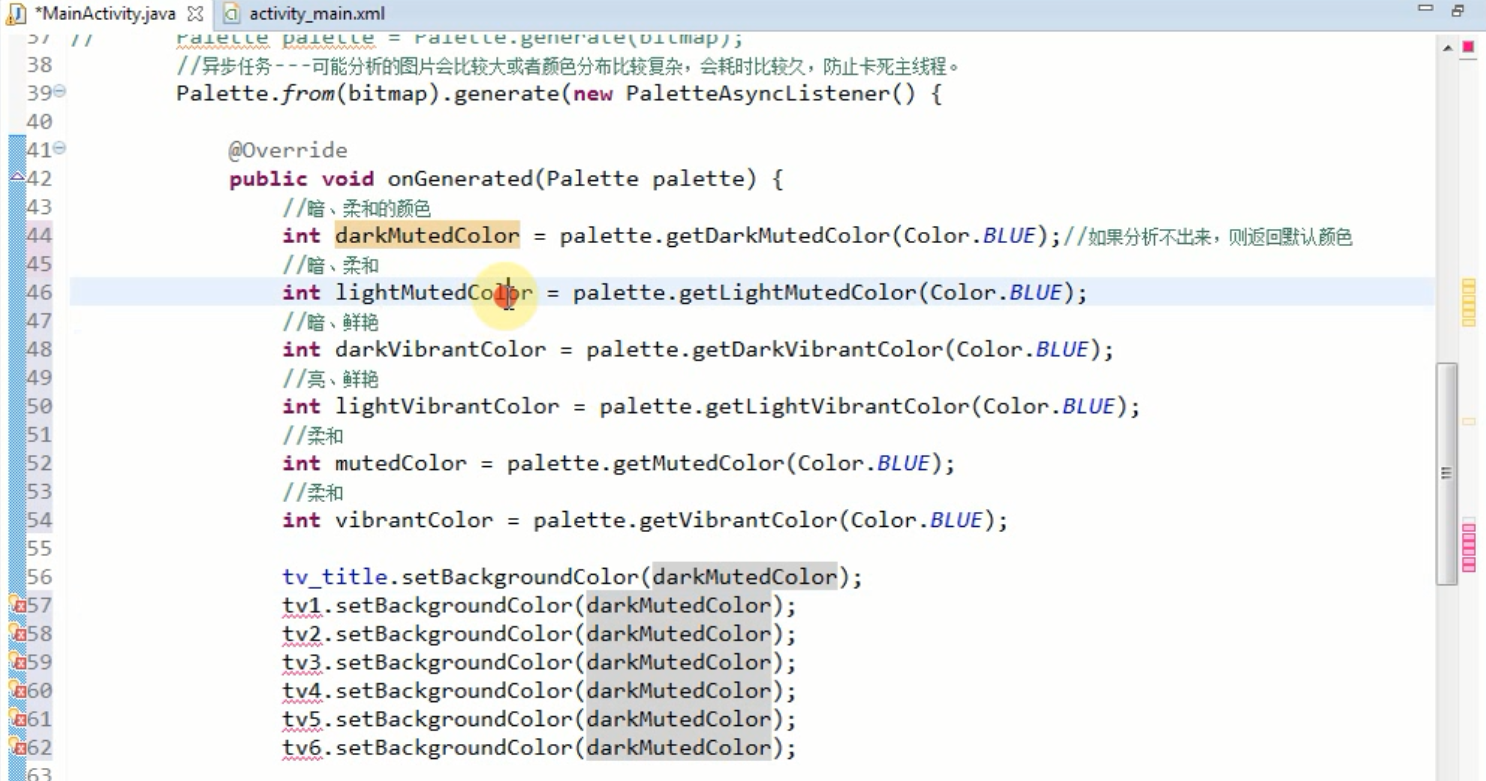 *MainActivity.java activity_main.xml
37 // Palette palette = Palette.generate(bitmap);
38 //异步任务---可能分析的图片会比较大或者颜色分布比较复杂，会耗时比较久，防止卡死主线程。
39 Palette.from(bitmap).generate(new PaletteAsyncListener() {
40
41 @Override
42 public void onGenerated(Palette palette) {
43 //暗、柔和的颜色
44 int darkMutedColor = palette.getDarkMutedColor(Color.BLUE);//如果分析不出来，则返回默认颜色
45 //暗、柔和
46 int lightMutedColor = palette.getLightMutedColor(Color.BLUE);
47 //暗、鲜艳
48 int darkVibrantColor = palette.getDarkVibrantColor(Color.BLUE);
49 //亮、鲜艳
50 int lightVibrantColor = palette.getLightVibrantColor(Color.BLUE);
51 //柔和
52 int mutedColor = palette.getMutedColor(Color.BLUE);
53 //柔和
54 int vibrantColor = palette.getVibrantColor(Color.BLUE);
55
56 tv_title.setBackgroundColor(darkMutedColor);
57 tv1.setBackgroundColor(darkMutedColor);
58 tv2.setBackgroundColor(darkMutedColor);
59 tv3.setBackgroundColor(darkMutedColor);
60 tv4.setBackgroundColor(darkMutedColor);
61 tv5.setBackgroundColor(darkMutedColor);
62 tv6.setBackgroundColor(darkMutedColor);
63